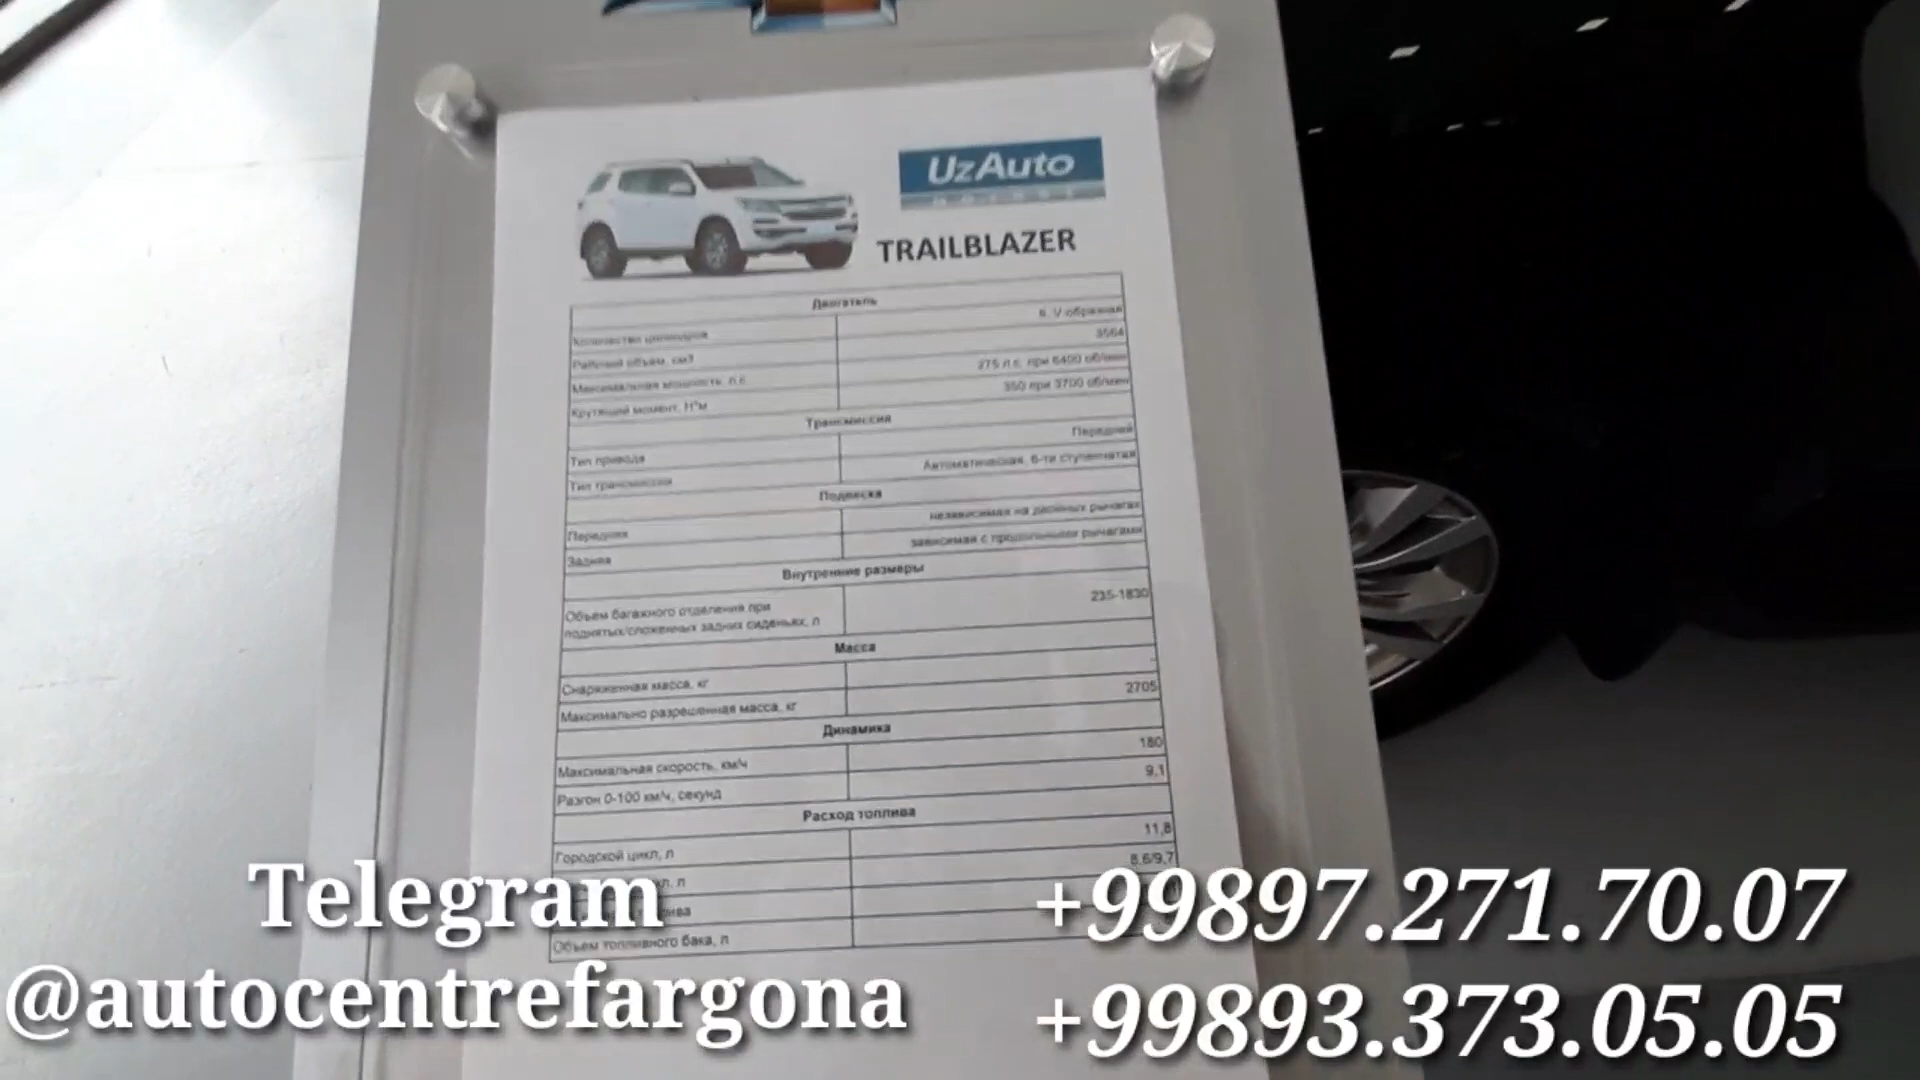 UzAuto
MOTORS
TRAILBLAZER
Двигатель
Количество цилиндров 6, V-образная
Рабочий объем, см3 3564
Максимальная мощность, л.с. 275 л.с. при 6400 об/мин
Крутящий момент, Н*м 350 при 3700 об/мин
Трансмиссия
Тип привода Передний
Тип трансмиссии Автоматическая, 6-ти ступенчатая
Подвеска
Передняя независимая на двойных рычагах
Задняя зависимая с продольными рычагами
Внутренние размеры
Объем багажного отделения при
поднятых/сложенных задних сиденьях, л 235-1830
Масса
Снаряженная масса, кг -
Максимально разрешенная масса, кг 2705
Динамика
Максимальная скорость, км/ч 180
Разгон 0-100 км/ч, секунд 9,1
Расход топлива
Городской цикл, л 11,8
л 8,6/9,7
Объем топливного бака, л
Telegram
@autocentrefargona
+99897.271.70.07
+99893.373.05.05